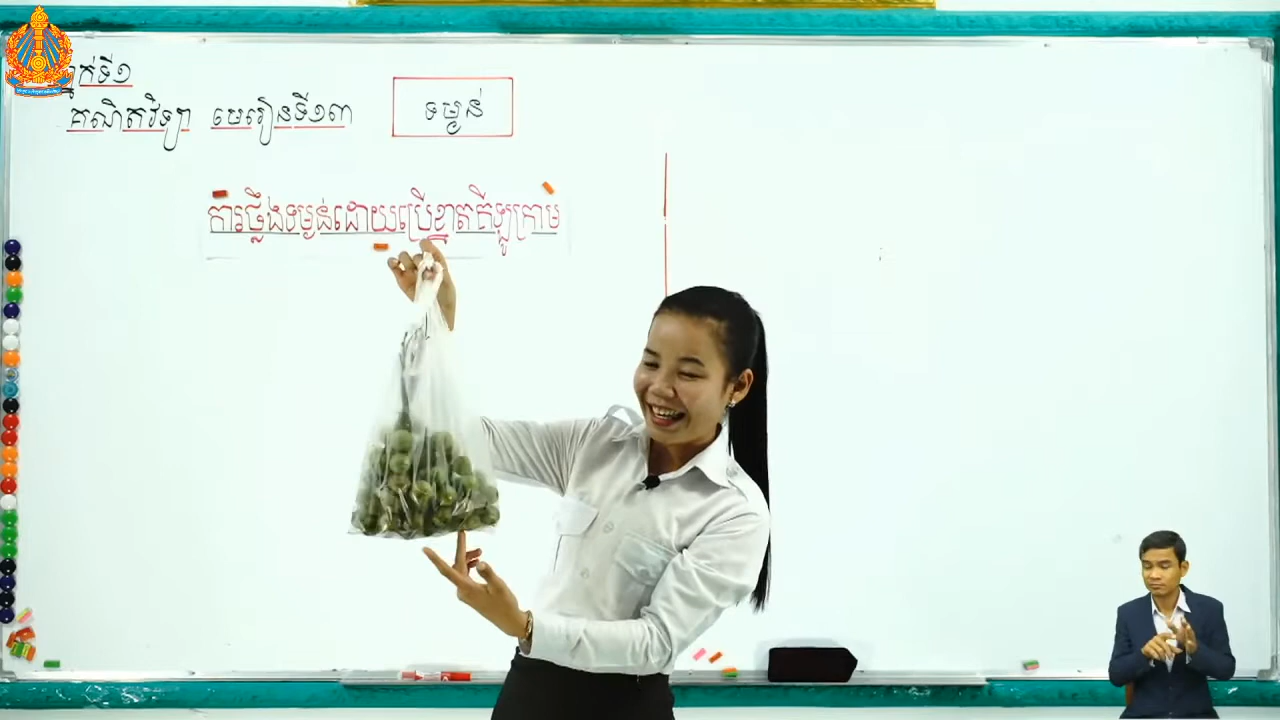 ថ្នាក់ទី១
គណិតវិទ្យា មេរៀនទី១៣
ទម្ងន់
ការថ្លឹងទម្ងន់ដោយប្រើខ្នាតគីឡូក្រាម